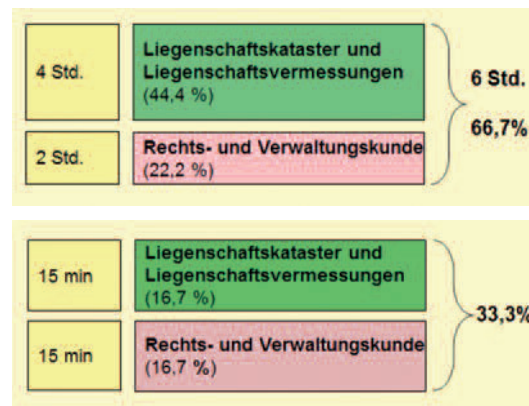 4 Std.
Liegenschaftskataster und
Liegenschaftsvermessungen
(44,4 %)
6 Std.
66,7%
2 Std.
Rechts- und Verwaltungskunde
(22,2 %)
15 min
Liegenschaftskataster und
Liegenschaftsvermessungen
(16,7 %)
33,3%
15 min
Rechts- und Verwaltungskunde
(16,7 %)